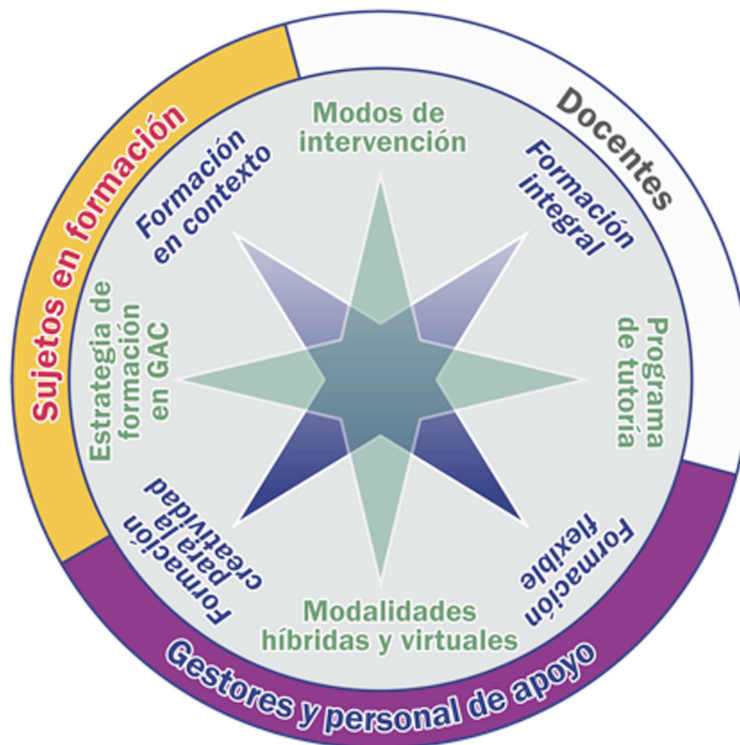 Modos de
intervención
Docentes
Formación
integral
Programa
de tutoría
Formación
flexible
Modalidades
híbridas y virtuales
Gestores y personal de apoyo
Formación
para la
creatividad
Estrategia de
formación
en GAC
Sujetos en formación
Formación
en contexto